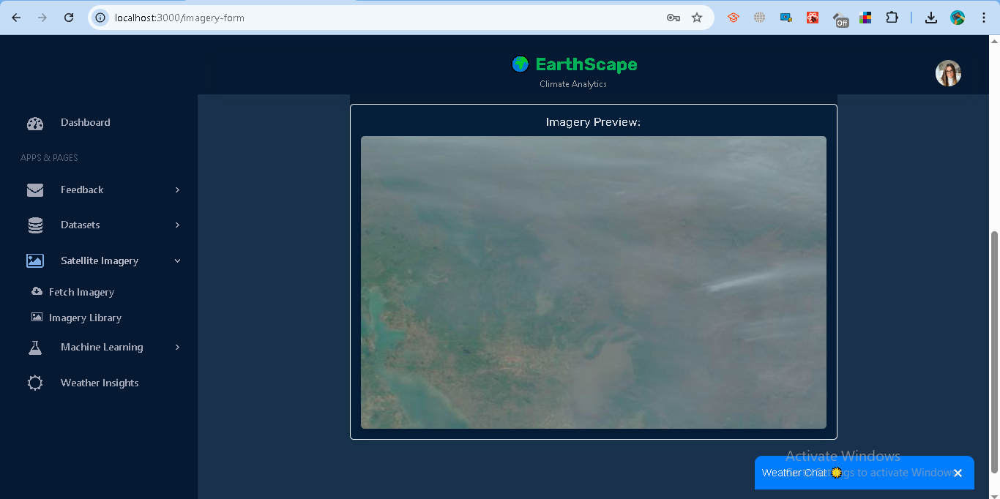 localhost:3000/imagery-form
Off
EarthScape
Climate Analytics
Dashboard
APPS & PAGES
Feedback
Datasets
Satellite Imagery
Fetch Imagery
Imagery Library
Machine Learning
Weather Insights
Imagery Preview:
Activate Windows
Go to Settings to activate Windows.
Weather Chat